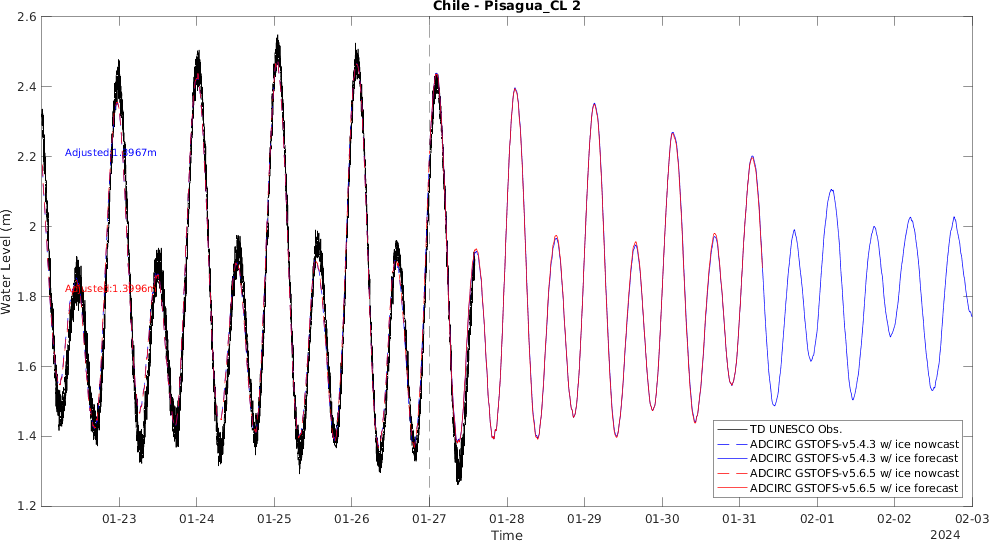 Chile - Pisagua_CL 2
2.6
2.4
2.2
2
1.8
1.6
1.4
1.2
Water Level (m)
Adjusted:1.3967m
Adjusted:1.3996m
TD UNESCO Obs.
ADCIRC GSTOFS-v5.4.3 w/ ice nowcast
ADCIRC GSTOFS-v5.4.3 w/ ice forecast
ADCIRC GSTOFS-v5.6.5 w/ ice nowcast
ADCIRC GSTOFS-v5.6.5 w/ ice forecast
01-23 01-24 01-25 01-26 01-27 01-28 01-29 01-30 01-31 02-01 02-02 02-03
Time
2024